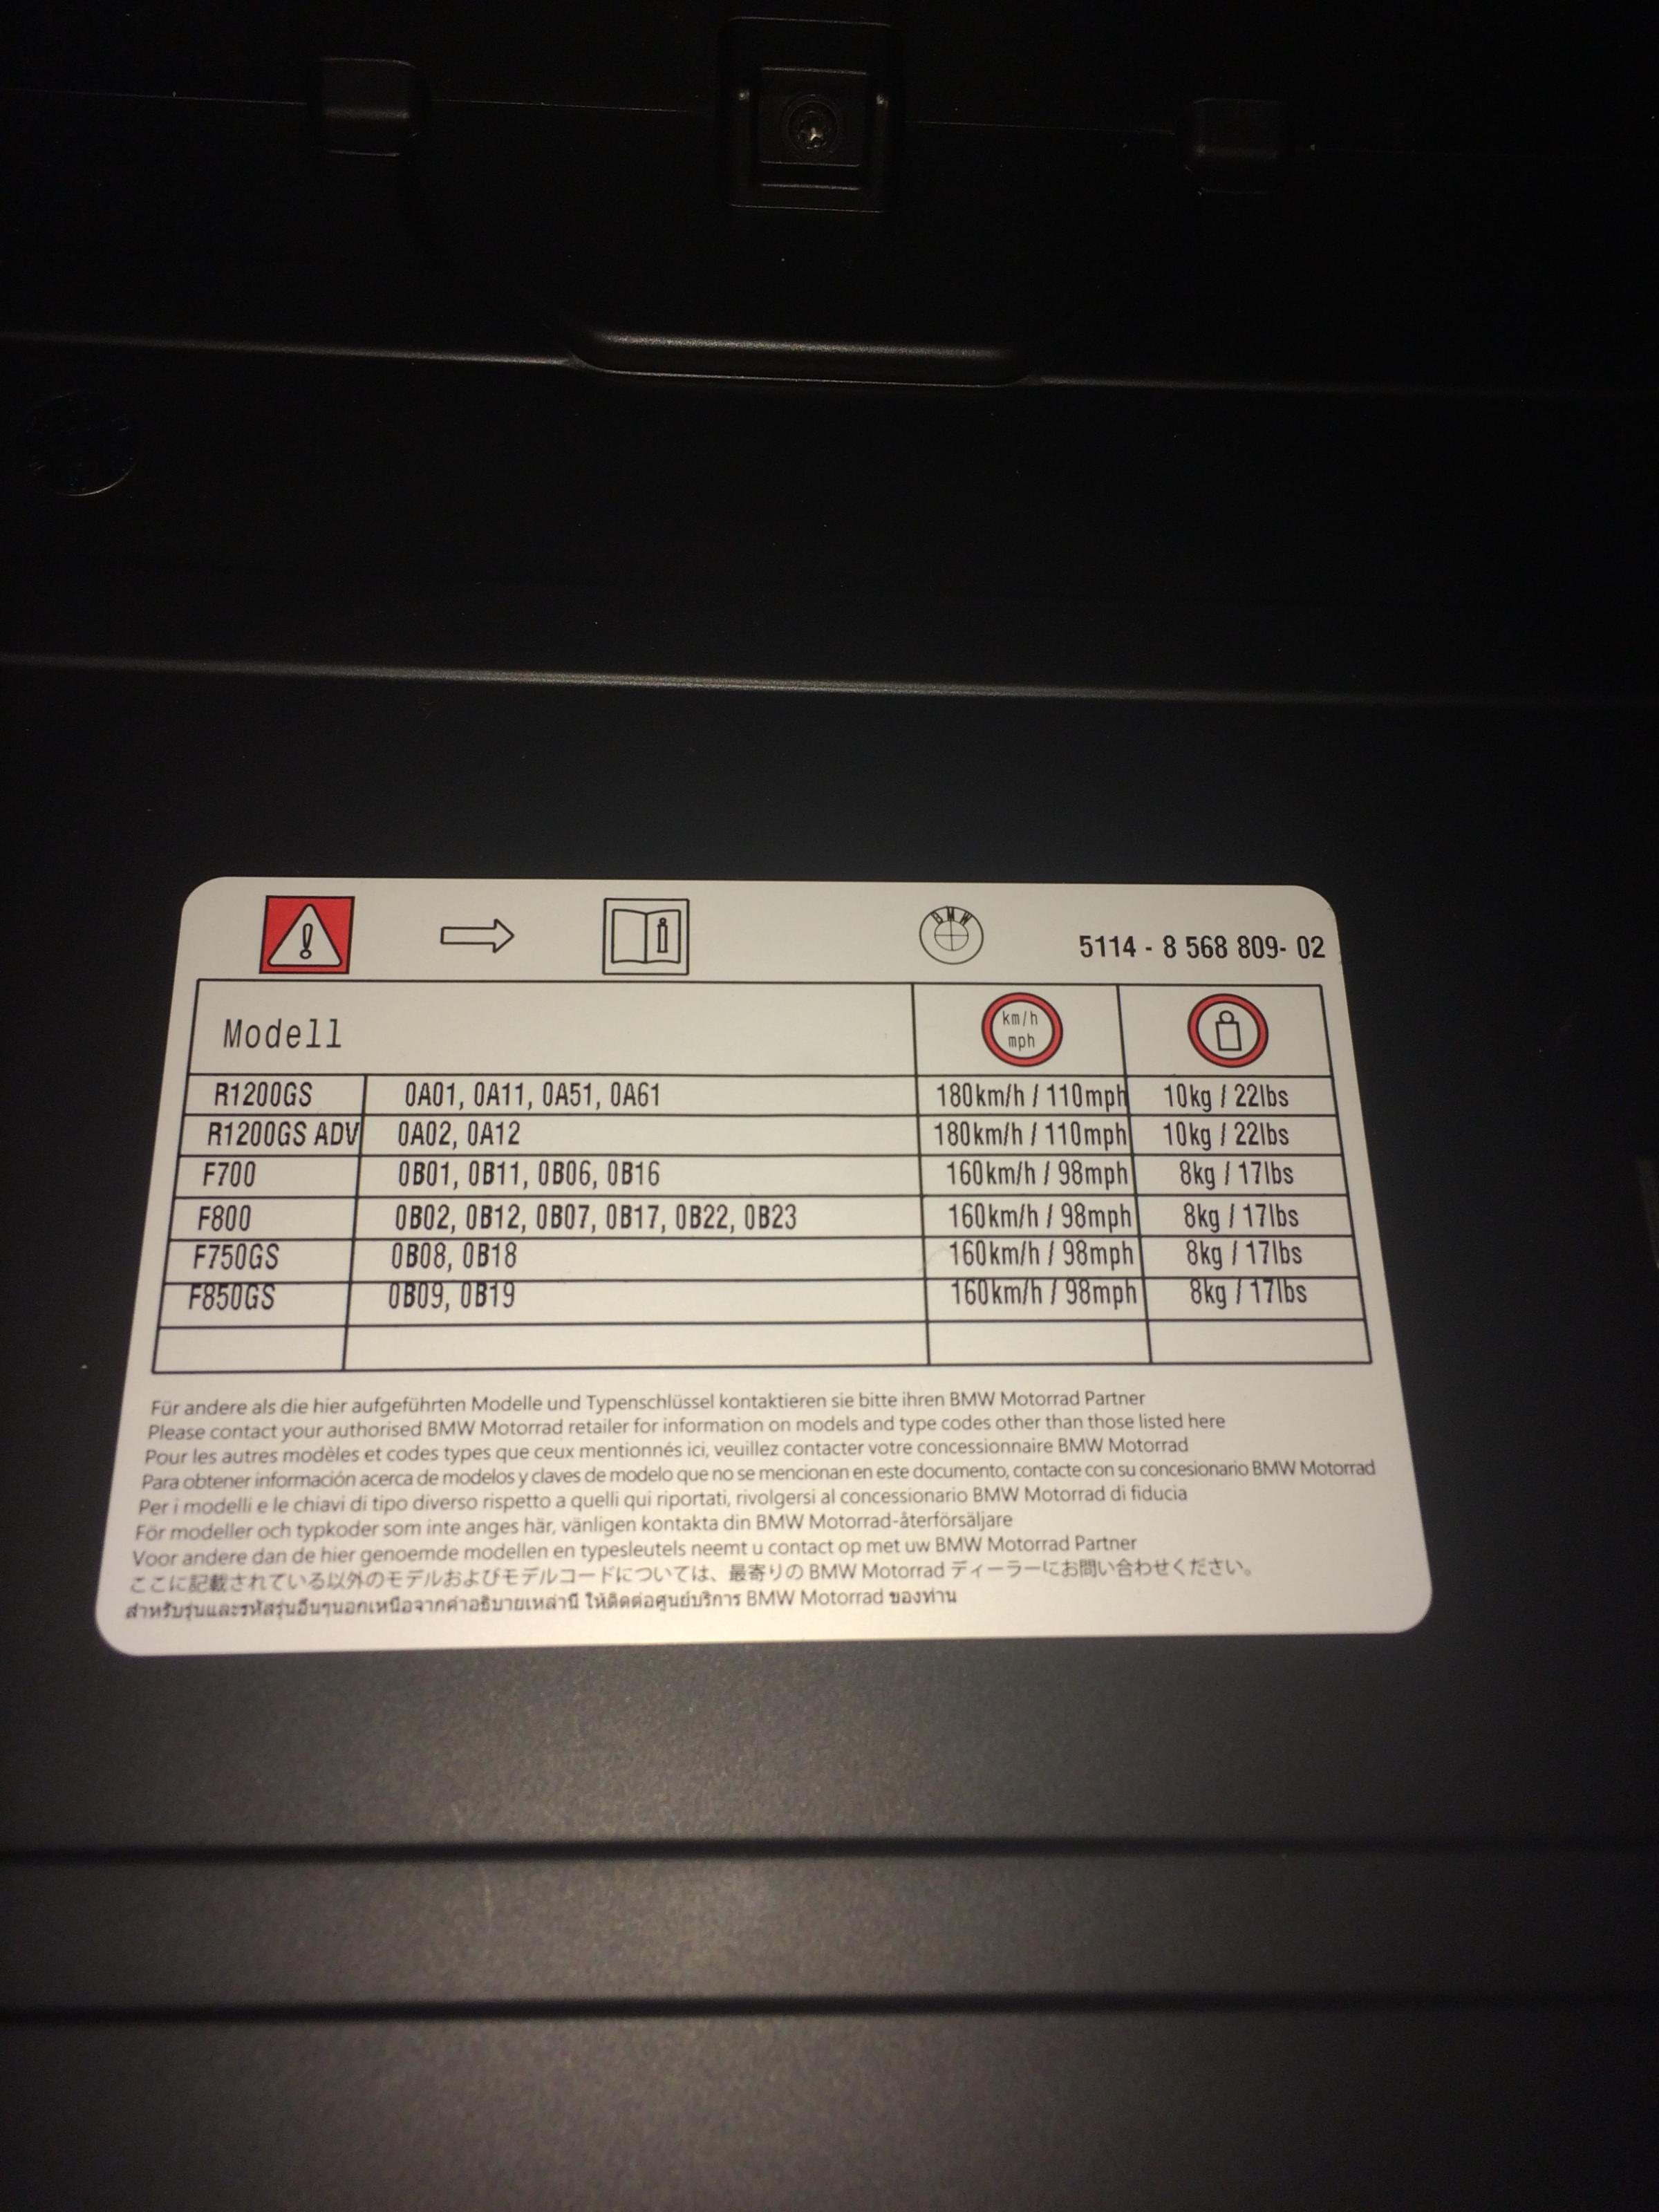 BMW
5114 - 8 568 809- 02
Modell km/h mph
R1200GS 0A01, 0A11, 0A51, 0A61 180km/h / 110mph 10kg / 22lbs
R1200GS ADV 0A02, 0A12 180km/h / 110mph 10kg / 22lbs
F700 0B01, 0B11, 0B06, 0B16 160km/h / 98mph 8kg / 17lbs
F800 0B02, 0B12, 0B07, 0B17, 0B22, 0B23 160km/h / 98mph 8kg / 17lbs
F750GS 0B08, 0B18 160km/h / 98mph 8kg / 17lbs
F850GS 0B09, 0B19 160km/h / 98mph 8kg / 17lbs
Für andere als die hier aufgeführten Modelle und Typenschlüssel kontaktieren sie bitte ihren BMW Motorrad Partner
Please contact your authorised BMW Motorrad retailer for information on models and type codes other than those listed here
Pour les autres modèles et codes types que ceux mentionnés ici, veuillez contacter votre concessionnaire BMW Motorrad
Para obtener información acerca de modelos y claves de modelo que no se mencionan en este documento, contacte con su concesionario BMW Motorrad
Per i modelli e le chiavi di tipo diverso rispetto a quelli qui riportati, rivolgersi al concessionario BMW Motorrad di fiducia
För modeller och typkoder som inte anges här, vänligen kontakta din BMW Motorrad-återförsäljare
Voor andere dan de hier genoemde modellen en typesleutels neemt u contact op met uw BMW Motorrad Partner
ここに記載されている以外のモデルおよびモデルコードについては、最寄りの BMW Motorrad ディーラーにお問い合わせください。
สำหรับรุ่นและรหัสรุ่นอื่นๆนอกเหนือจากคำอธิบายเหล่านี้ ให้ติดต่อศูนย์บริการ BMW Motorrad ของท่าน